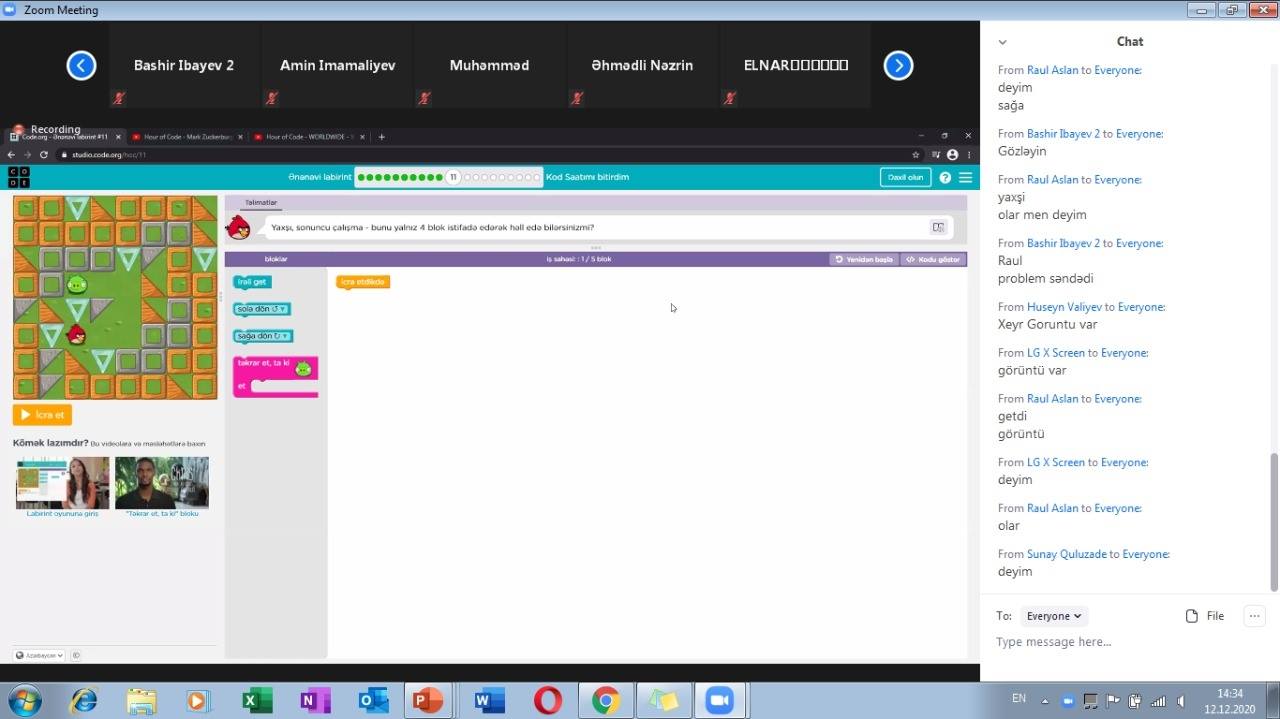 Zoom Meeting
Bashir Ibayev 2
Amin Imamaliyev
Muhəmməd
Əhmədli Nəzrin
ELNAR
Recording
Code.org - Ənənəvi labirint #11
Hour of Code - Mark Zuckerbur
Hour of Code - WORLDWIDE -
studio.code.org/hoc/11
CODE
Ənənəvi labirint
11
Kod Saatımı bitirdim
Daxil olun
Təlimatlar
Yaxşı, sonuncu çalışma - bunu yalnız 4 blok istifadə edərək həll edə bilərsinizmi?
bloklar
iş sahəsi: : 1 / 5 blok
Yenidən başla
Kodu göstər
irəli get
sola dön
sağa dön
təkrar et, ta ki
et
icra etdikdə
İcra et
Kömək lazımdır? Bu videolara və məsləhətlərə baxın
Labirint oyununa giriş
"Təkrar et, ta ki" bloku
Azərbaycan
Chat
From Raul Aslan to Everyone:
deyim
sağa
From Bashir Ibayev 2 to Everyone:
Gözləyin
From Raul Aslan to Everyone:
yaxşi
olar men deyim
From Bashir Ibayev 2 to Everyone:
Raul
problem səndədi
From Huseyn Valiyev to Everyone:
Xeyr Goruntu var
From LG X Screen to Everyone:
görüntü var
From Raul Aslan to Everyone:
getdi
görüntü
From LG X Screen to Everyone:
deyim
From Raul Aslan to Everyone:
olar
From Sunay Quluzade to Everyone:
deyim
To: Everyone
File
Type message here...
EN
14:34
12.12.2020